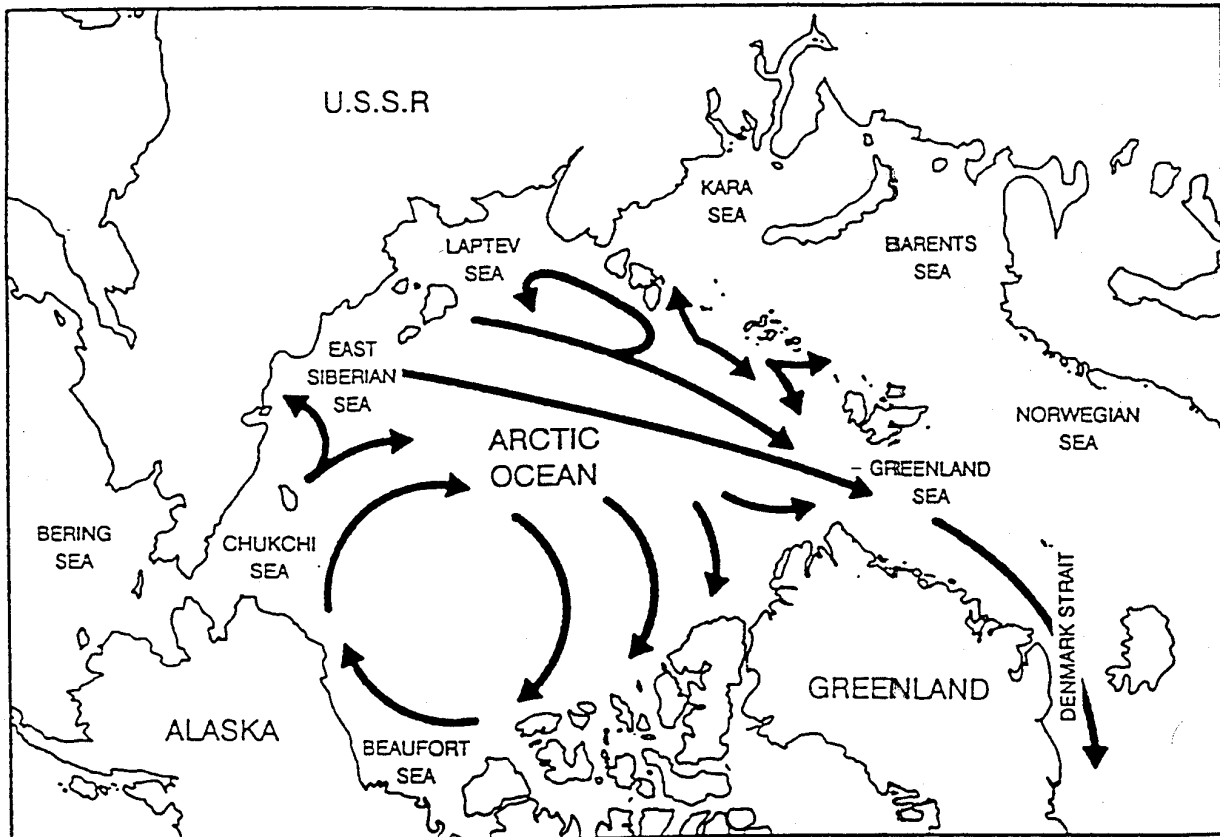 U.S.S.R
KARA
SEA
LAPTEV
SEA
BARENTS
SEA
EAST
SIBERIAN
SEA
NORWEGIAN
SEA
ARCTIC
OCEAN
GREENLAND
SEA
BERING
SEA
CHUKCHI
SEA
DENMARK STRAIT
GREENLAND
ALASKA
BEAUFORT
SEA